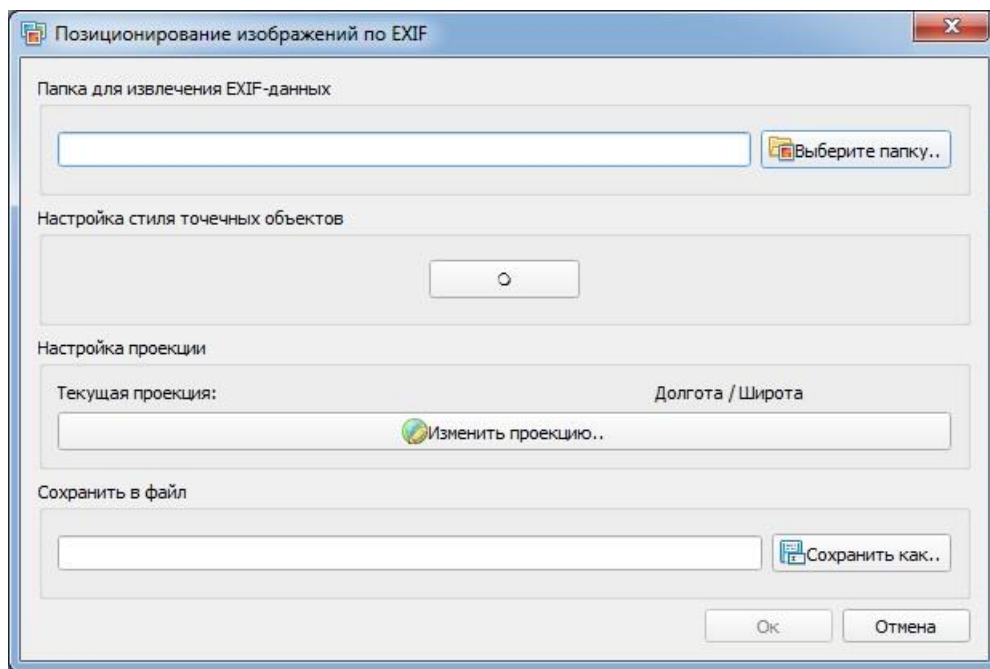 Позиционирование изображений по EXIF
Папка для извлечения EXIF-данных
Выберите папку..
Настройка стиля точечных объектов
Настройка проекции
Текущая проекция: Долгота / Широта
Изменить проекцию..
Сохранить в файл
Сохранить как..
Ок Отмена